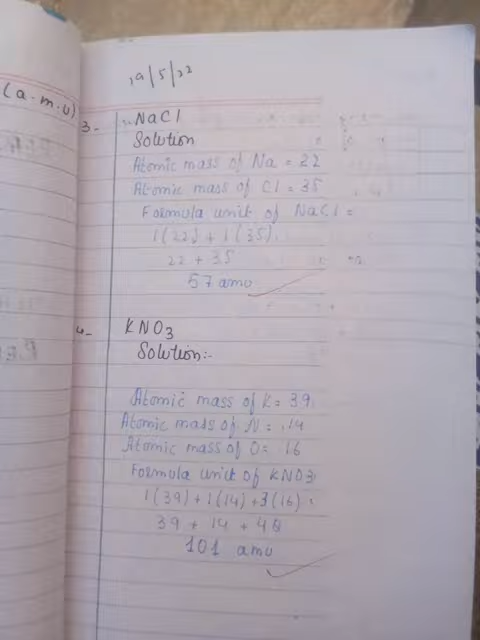 19/5/22
(a.m.u)
3- NaCl
Solution
Atomic mass of Na = 22
Atomic mass of Cl = 35
Formula unit of NaCl =
1(22) + 1(35)
22 + 35
57 amu
4- KNO3
Solution:-
Atomic mass of K = 39
Atomic mass of N = 14
Atomic mass of O = 16
Formula unit of KNO3
1(39)+1(14)+3(16) =
39 + 14 + 48
101 amu